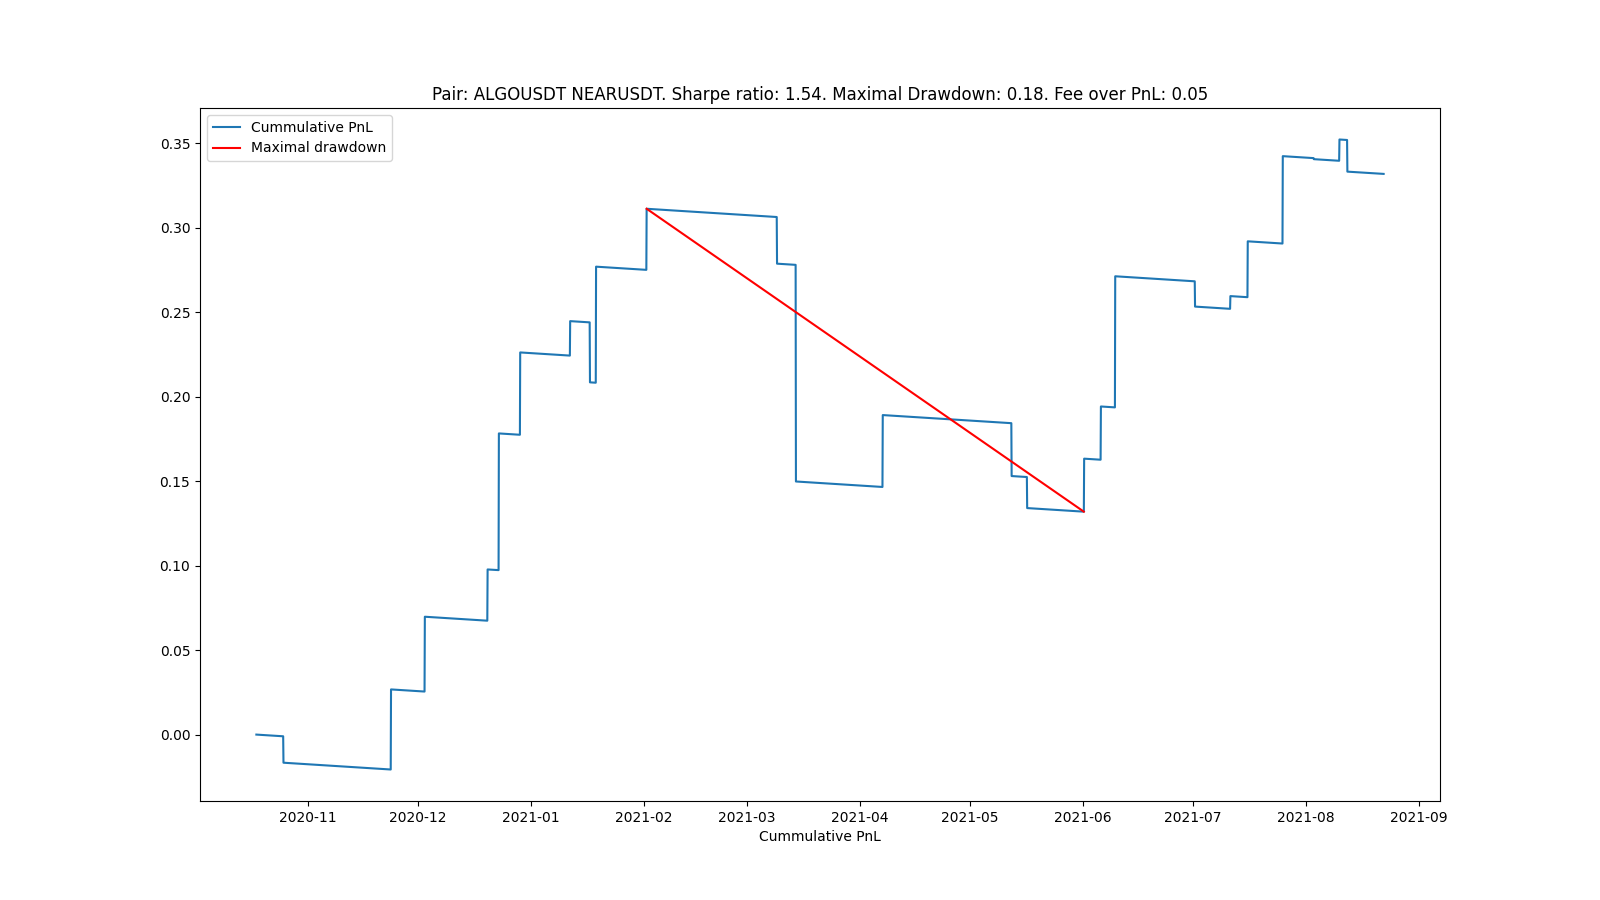 Pair: ALGOUSDT NEARUSDT. Sharpe ratio: 1.54. Maximal Drawdown: 0.18. Fee over PnL: 0.05
Cummulative PnL
Maximal drawdown
0.35
0.30
0.25
0.20
0.15
0.10
0.05
0.00
2020-11 2020-12 2021-01 2021-02 2021-03 2021-04 2021-05 2021-06 2021-07 2021-08 2021-09
Cummulative PnL